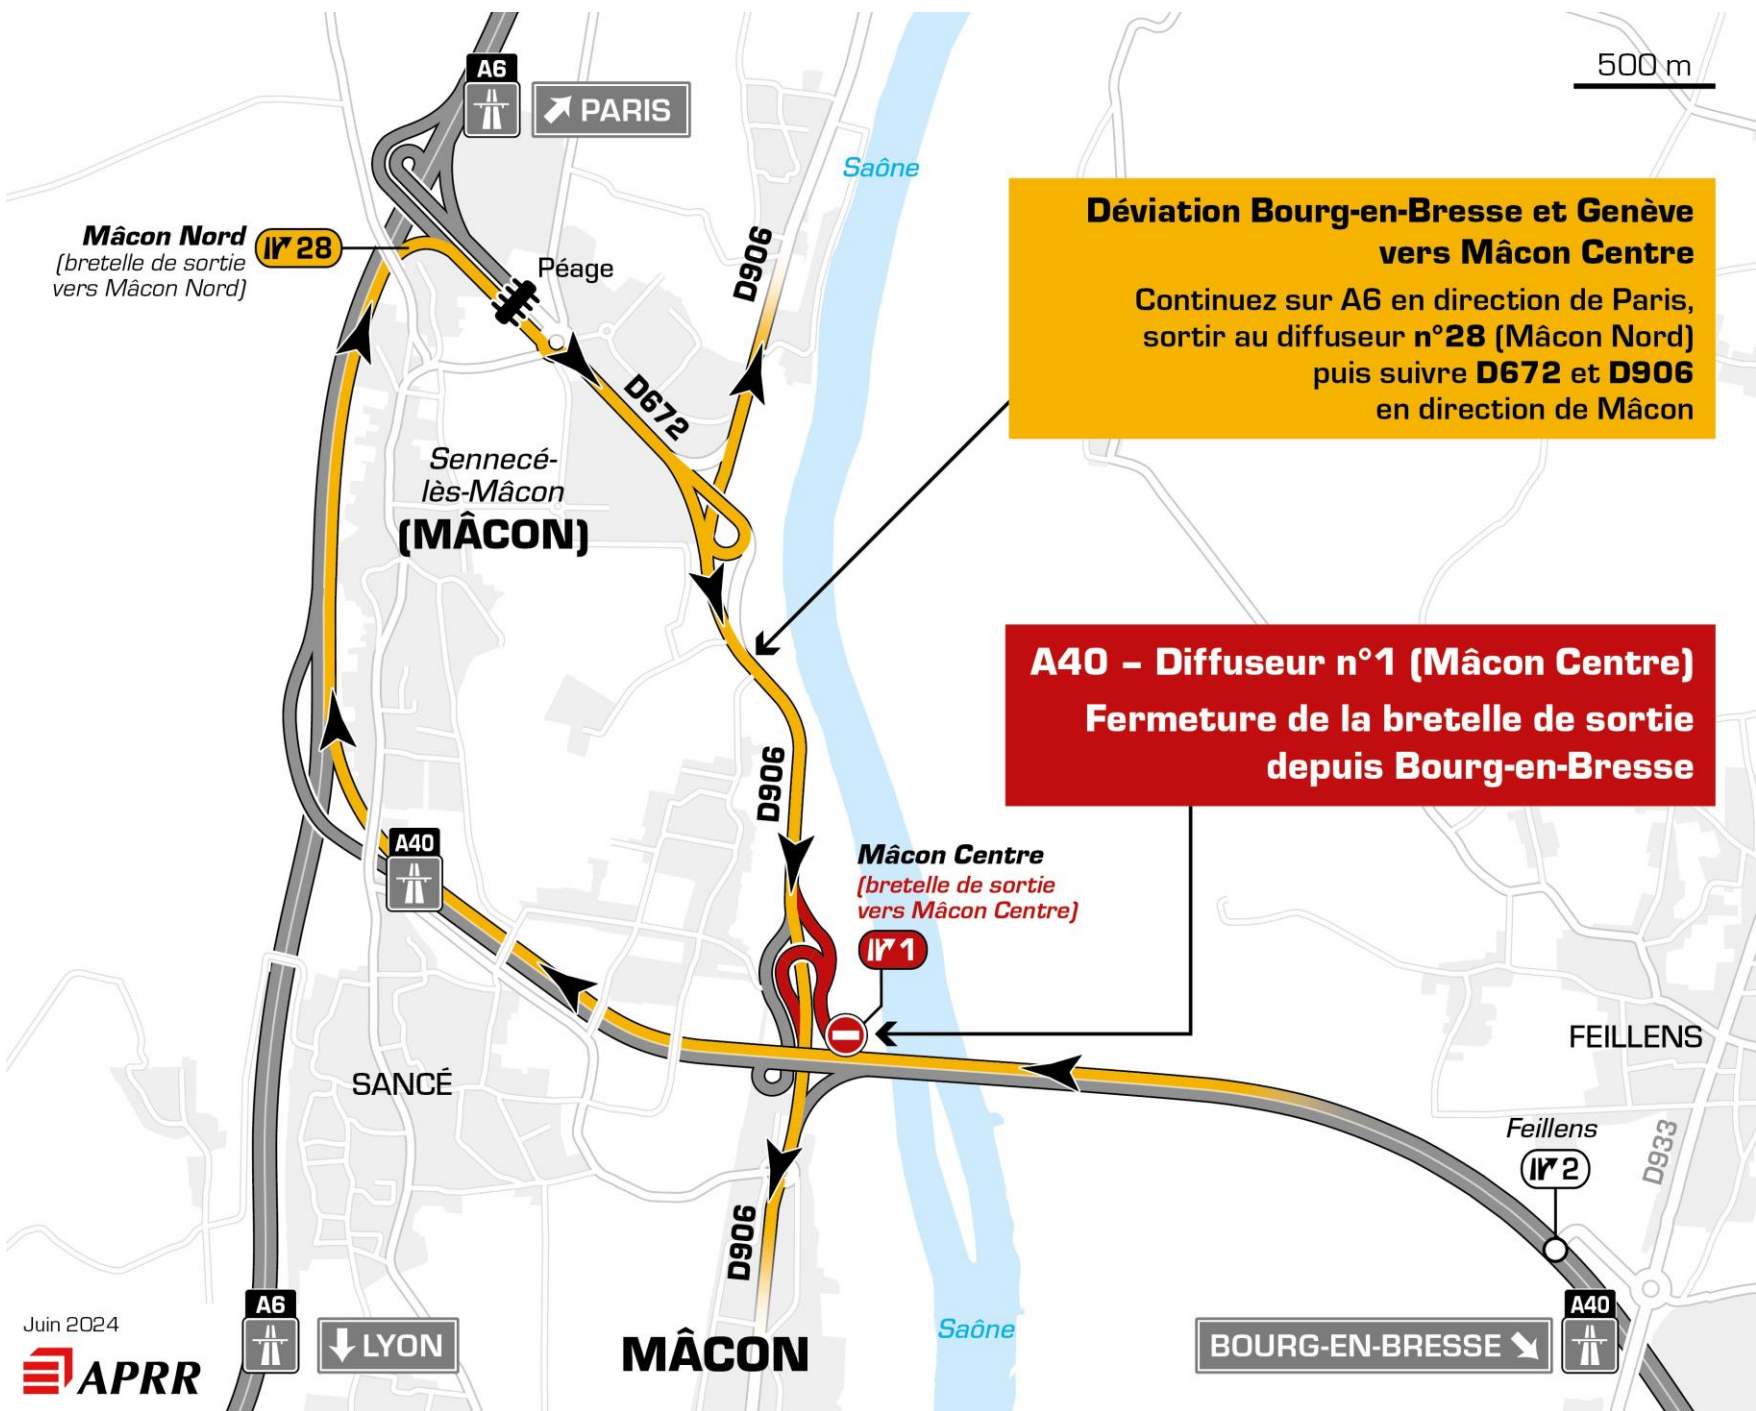 A6
PARIS
500 m
Saône
Mâcon Nord
(bretelle de sortie
vers Mâcon Nord)
28
Péage
D906
Déviation Bourg-en-Bresse et Genève
vers Mâcon Centre
Continuez sur A6 en direction de Paris,
sortir au diffuseur n°28 (Mâcon Nord)
puis suivre D672 et D906
en direction de Mâcon
D672
Sennecé-
lès-Mâcon
(MÂCON)
A40 – Diffuseur n°1 (Mâcon Centre)
Fermeture de la bretelle de sortie
depuis Bourg-en-Bresse
D906
A40
Mâcon Centre
(bretelle de sortie
vers Mâcon Centre)
1
FEILLENS
SANCÉ
Feillens
2
D933
D906
A6
LYON
MÂCON
Saône
BOURG-EN-BRESSE
A40
Juin 2024
APRR